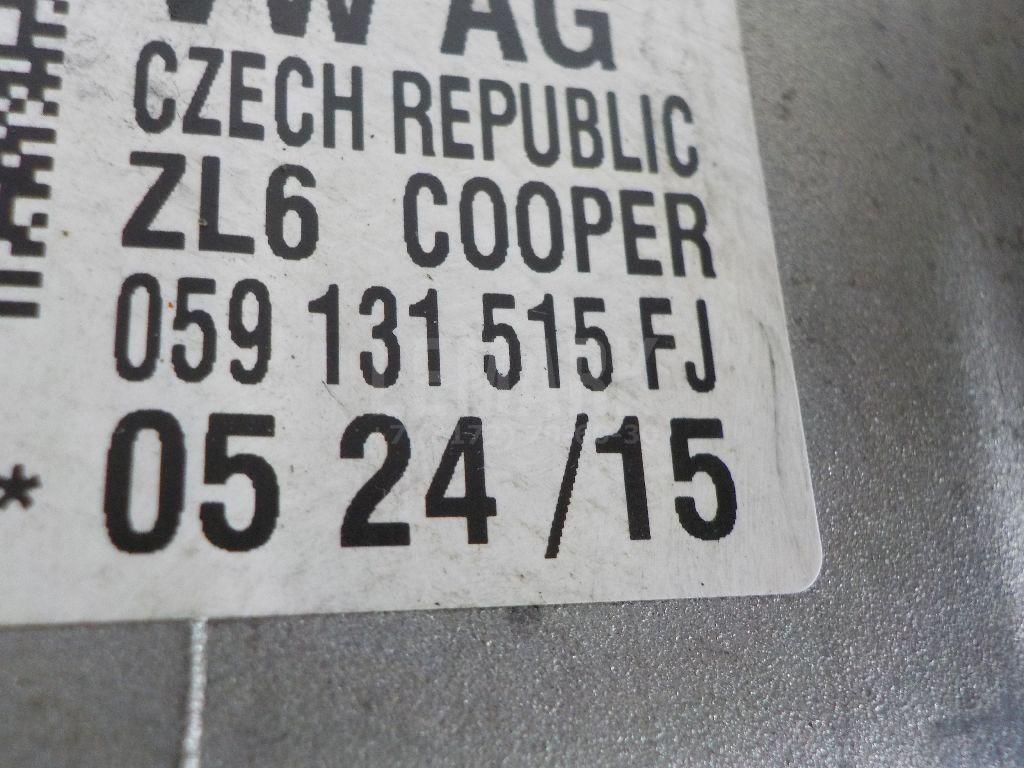 VW AG
CZECH REPUBLIC
ZL6 COOPER
059 131 515 FJ
* 05 24 /15